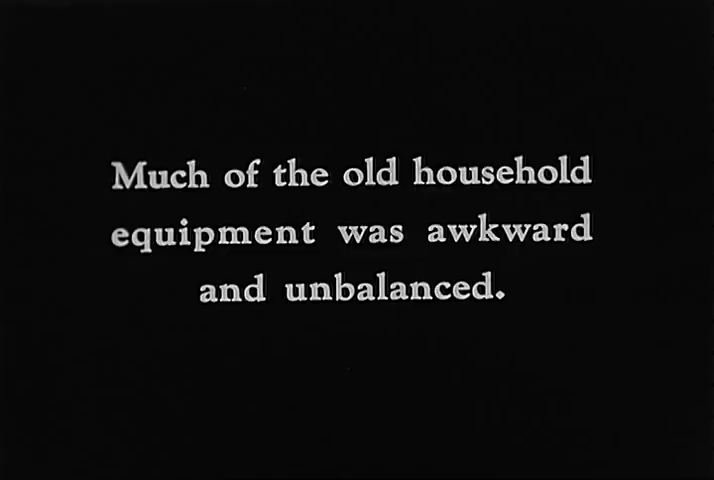 Much of the old household
equipment was awkward
and unbalanced.